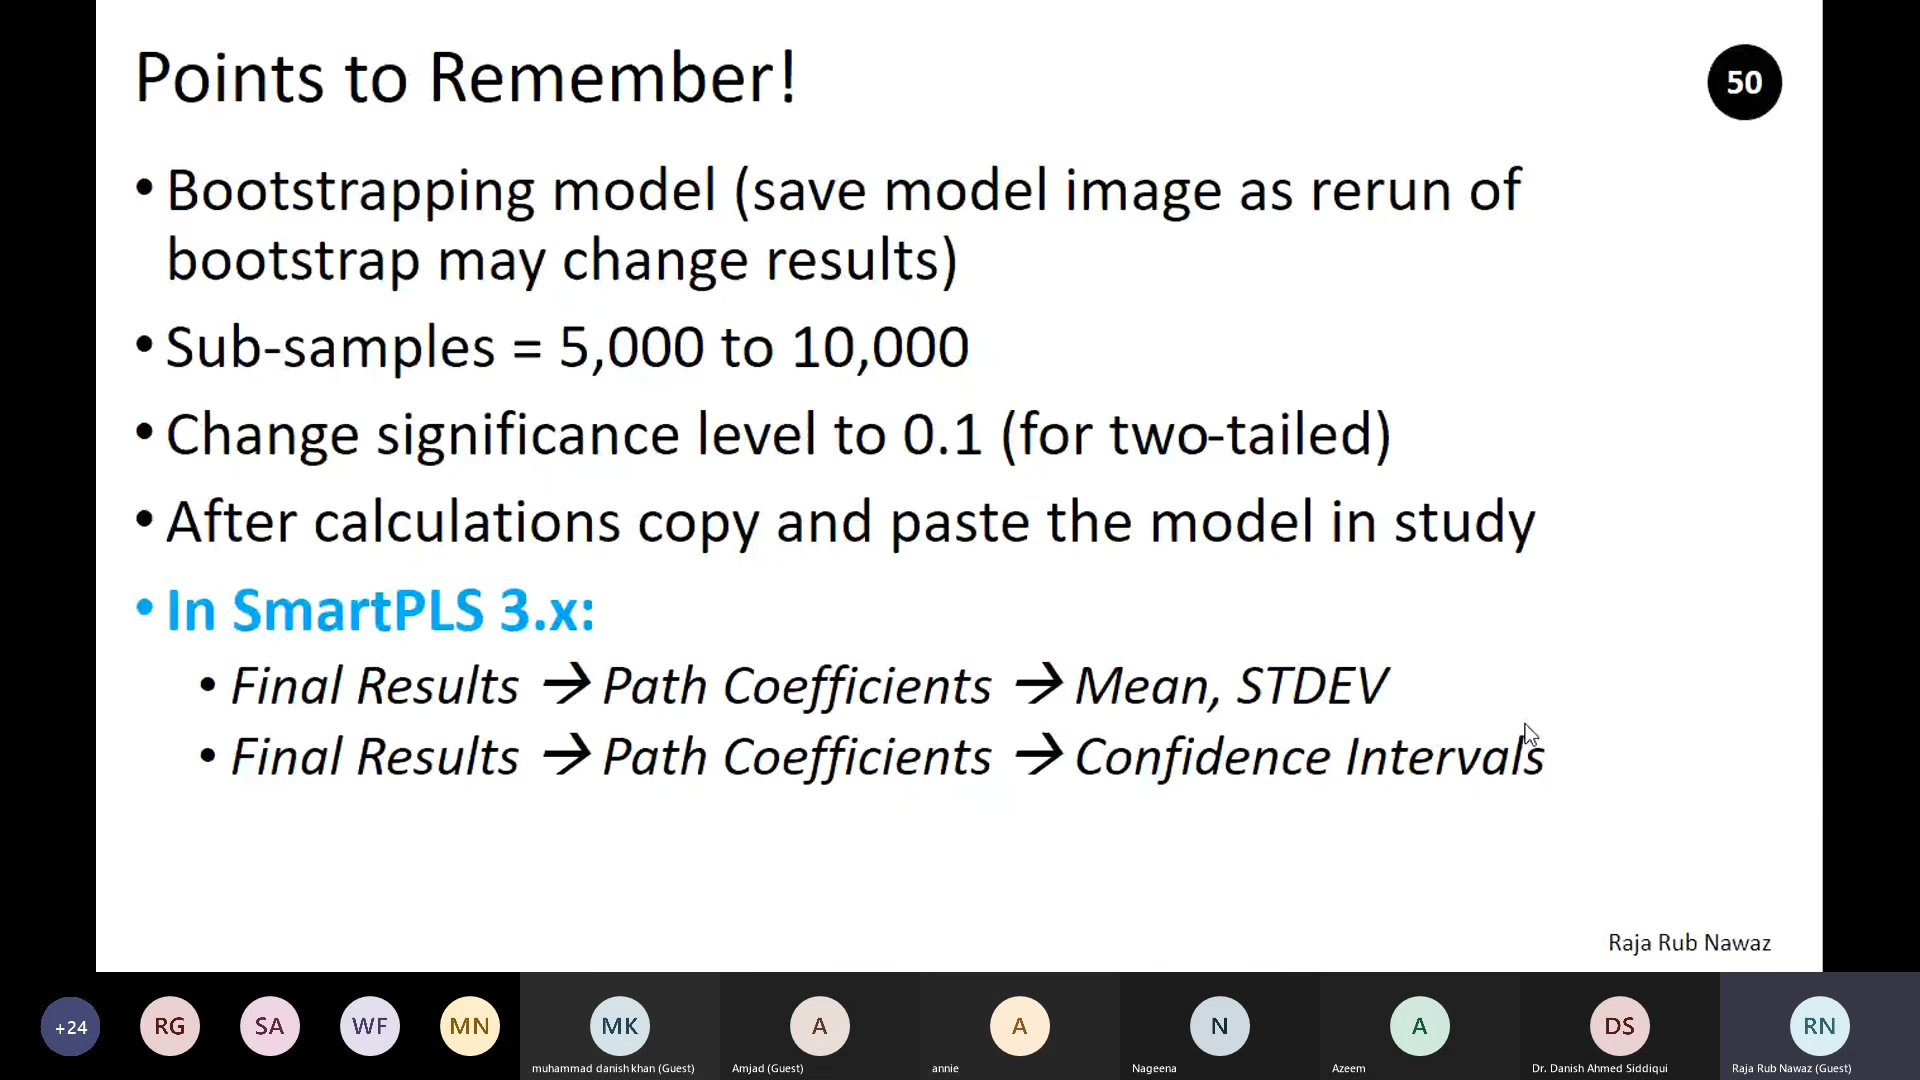 Points to Remember!
50
• Bootstrapping model (save model image as rerun of
bootstrap may change results)
• Sub-samples = 5,000 to 10,000
• Change significance level to 0.1 (for two-tailed)
• After calculations copy and paste the model in study
• In SmartPLS 3.x:
• Final Results → Path Coefficients → Mean, STDEV
• Final Results → Path Coefficients → Confidence Intervals
Raja Rub Nawaz
+24 RG SA WF MN MK A A N A DS RN
muhammad danish khan (Guest) Amjad (Guest) annie Nageena Azeem Dr. Danish Ahmed Siddiqui Raja Rub Nawaz (Guest)